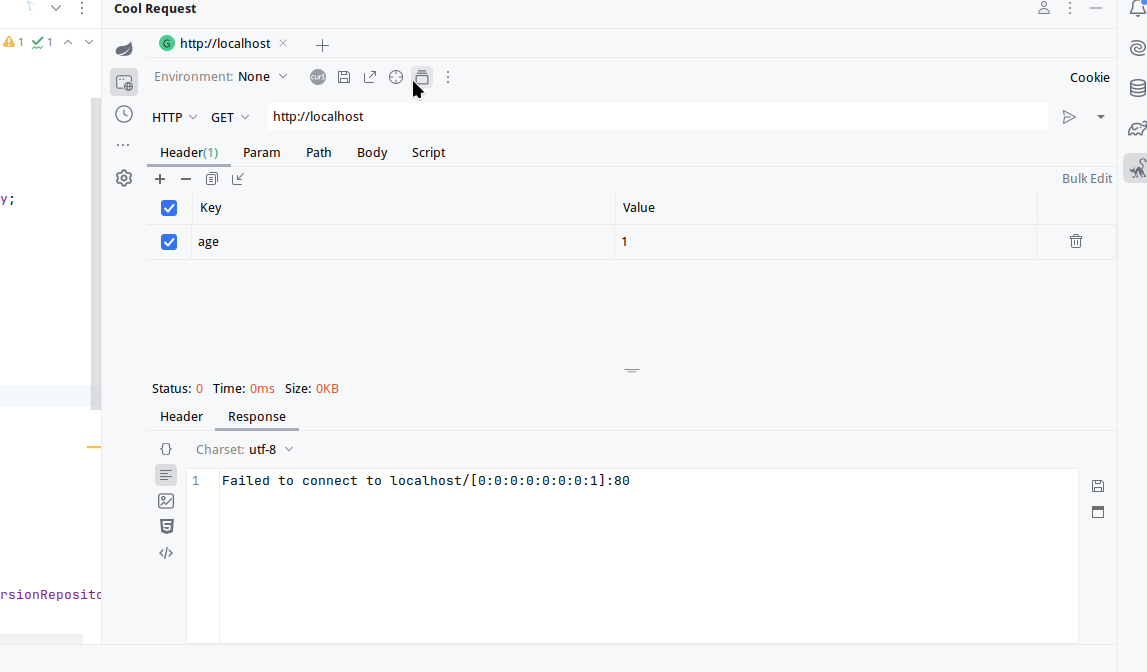 Cool Request
1 1
G http://localhost
Environment: None
curl
HTTP GET http://localhost
Cookie
Header(1) Param Path Body Script
Bulk Edit
Key Value
age 1
y;
Status: 0 Time: 0ms Size: 0KB
Header Response
Charset: utf-8
1 Failed to connect to localhost/[0:0:0:0:0:0:0:1]:80
rsionReposito